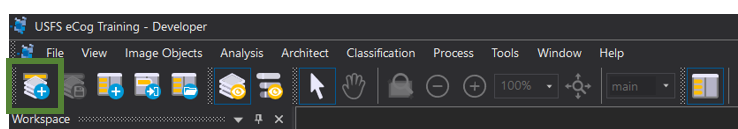 USFS eCog Training - Developer
File View Image Objects Analysis Architect Classification Process Tools Window Help
100% main
Workspace